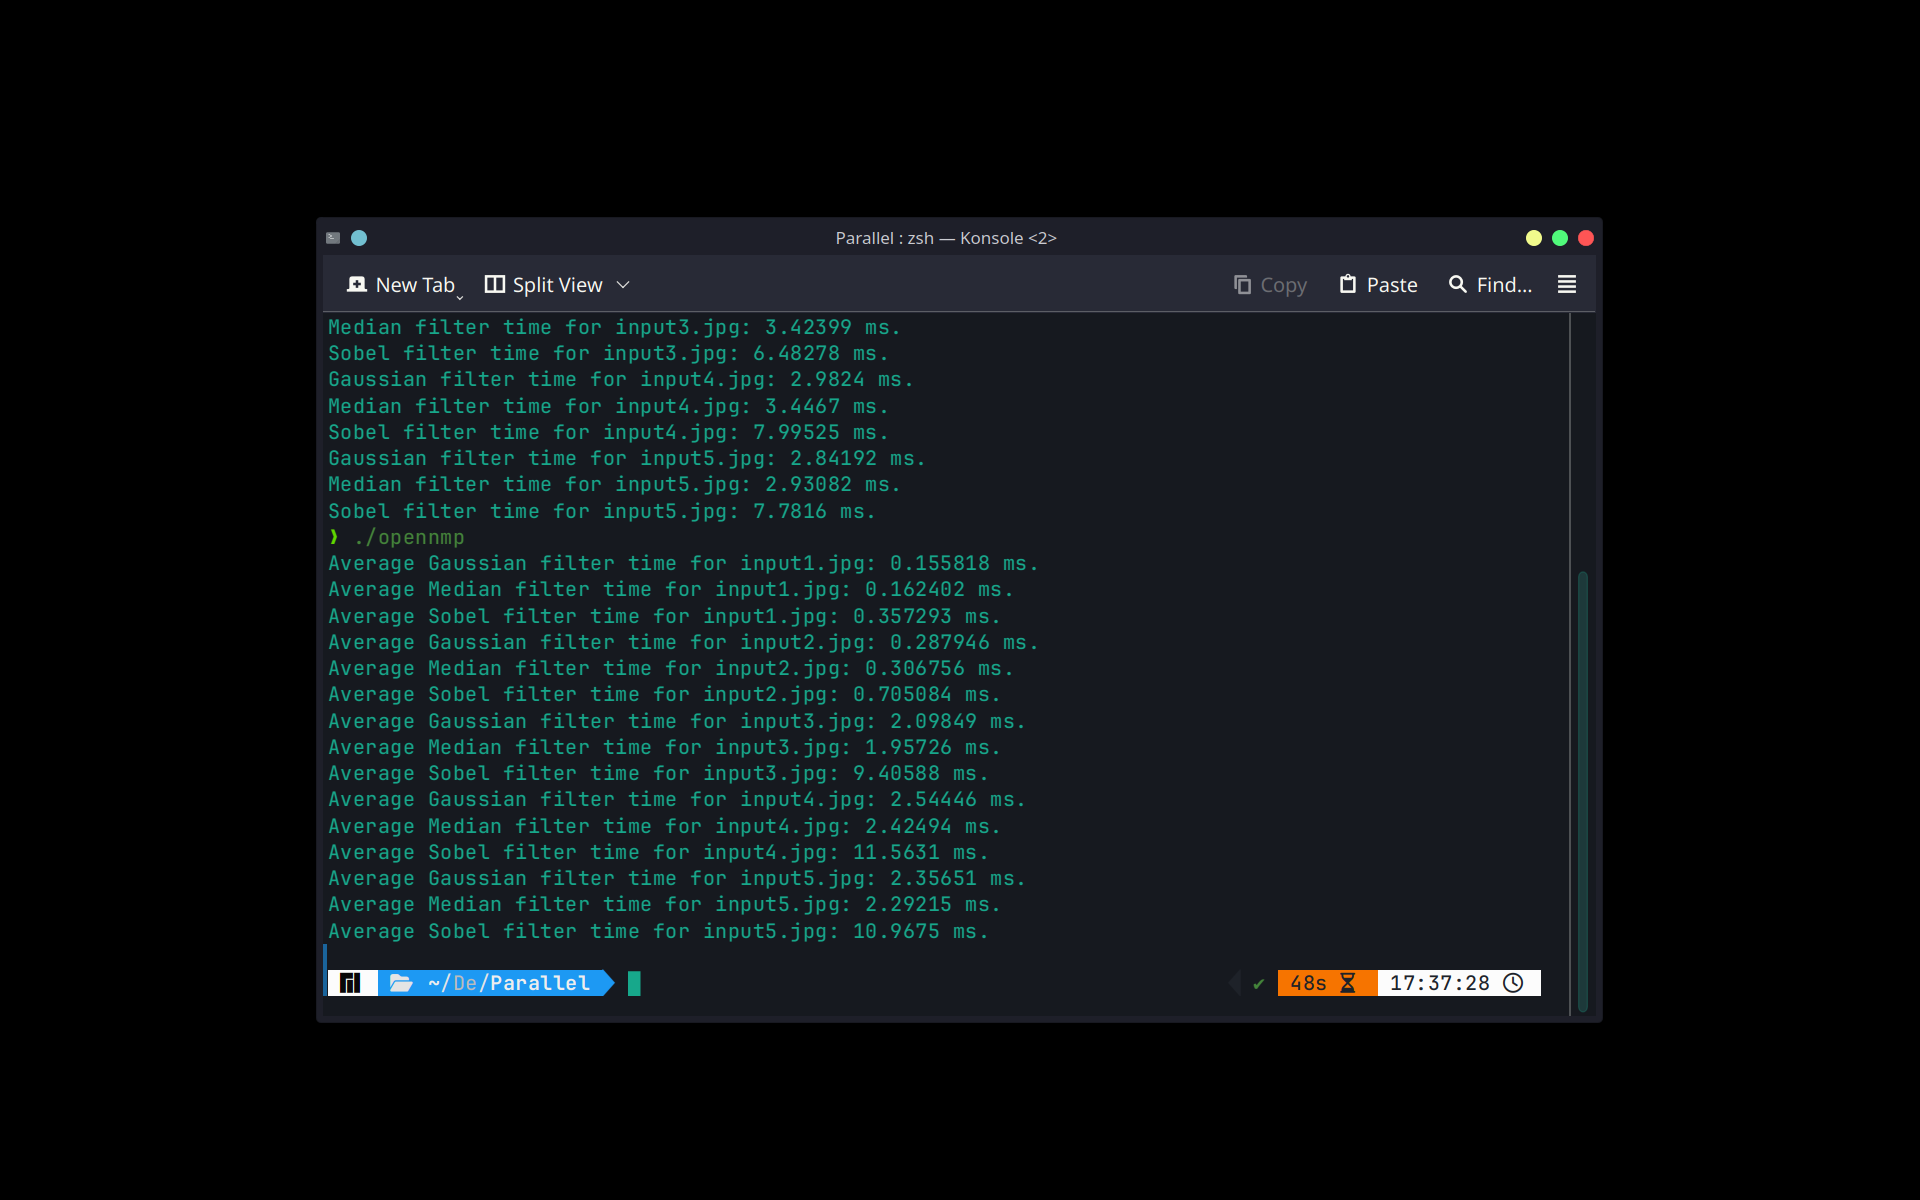 Parallel : zsh — Konsole <2>
New Tab Split View Copy Paste Find...
Median filter time for input3.jpg: 3.42399 ms.
Sobel filter time for input3.jpg: 6.48278 ms.
Gaussian filter time for input4.jpg: 2.9824 ms.
Median filter time for input4.jpg: 3.4467 ms.
Sobel filter time for input4.jpg: 7.99525 ms.
Gaussian filter time for input5.jpg: 2.84192 ms.
Median filter time for input5.jpg: 2.93082 ms.
Sobel filter time for input5.jpg: 7.7816 ms.
❱ ./opennmp
Average Gaussian filter time for input1.jpg: 0.155818 ms.
Average Median filter time for input1.jpg: 0.162402 ms.
Average Sobel filter time for input1.jpg: 0.357293 ms.
Average Gaussian filter time for input2.jpg: 0.287946 ms.
Average Median filter time for input2.jpg: 0.306756 ms.
Average Sobel filter time for input2.jpg: 0.705084 ms.
Average Gaussian filter time for input3.jpg: 2.09849 ms.
Average Median filter time for input3.jpg: 1.95726 ms.
Average Sobel filter time for input3.jpg: 9.40588 ms.
Average Gaussian filter time for input4.jpg: 2.54446 ms.
Average Median filter time for input4.jpg: 2.42494 ms.
Average Sobel filter time for input4.jpg: 11.5631 ms.
Average Gaussian filter time for input5.jpg: 2.35651 ms.
Average Median filter time for input5.jpg: 2.29215 ms.
Average Sobel filter time for input5.jpg: 10.9675 ms.
~/De/Parallel ✔ 48s 17:37:28